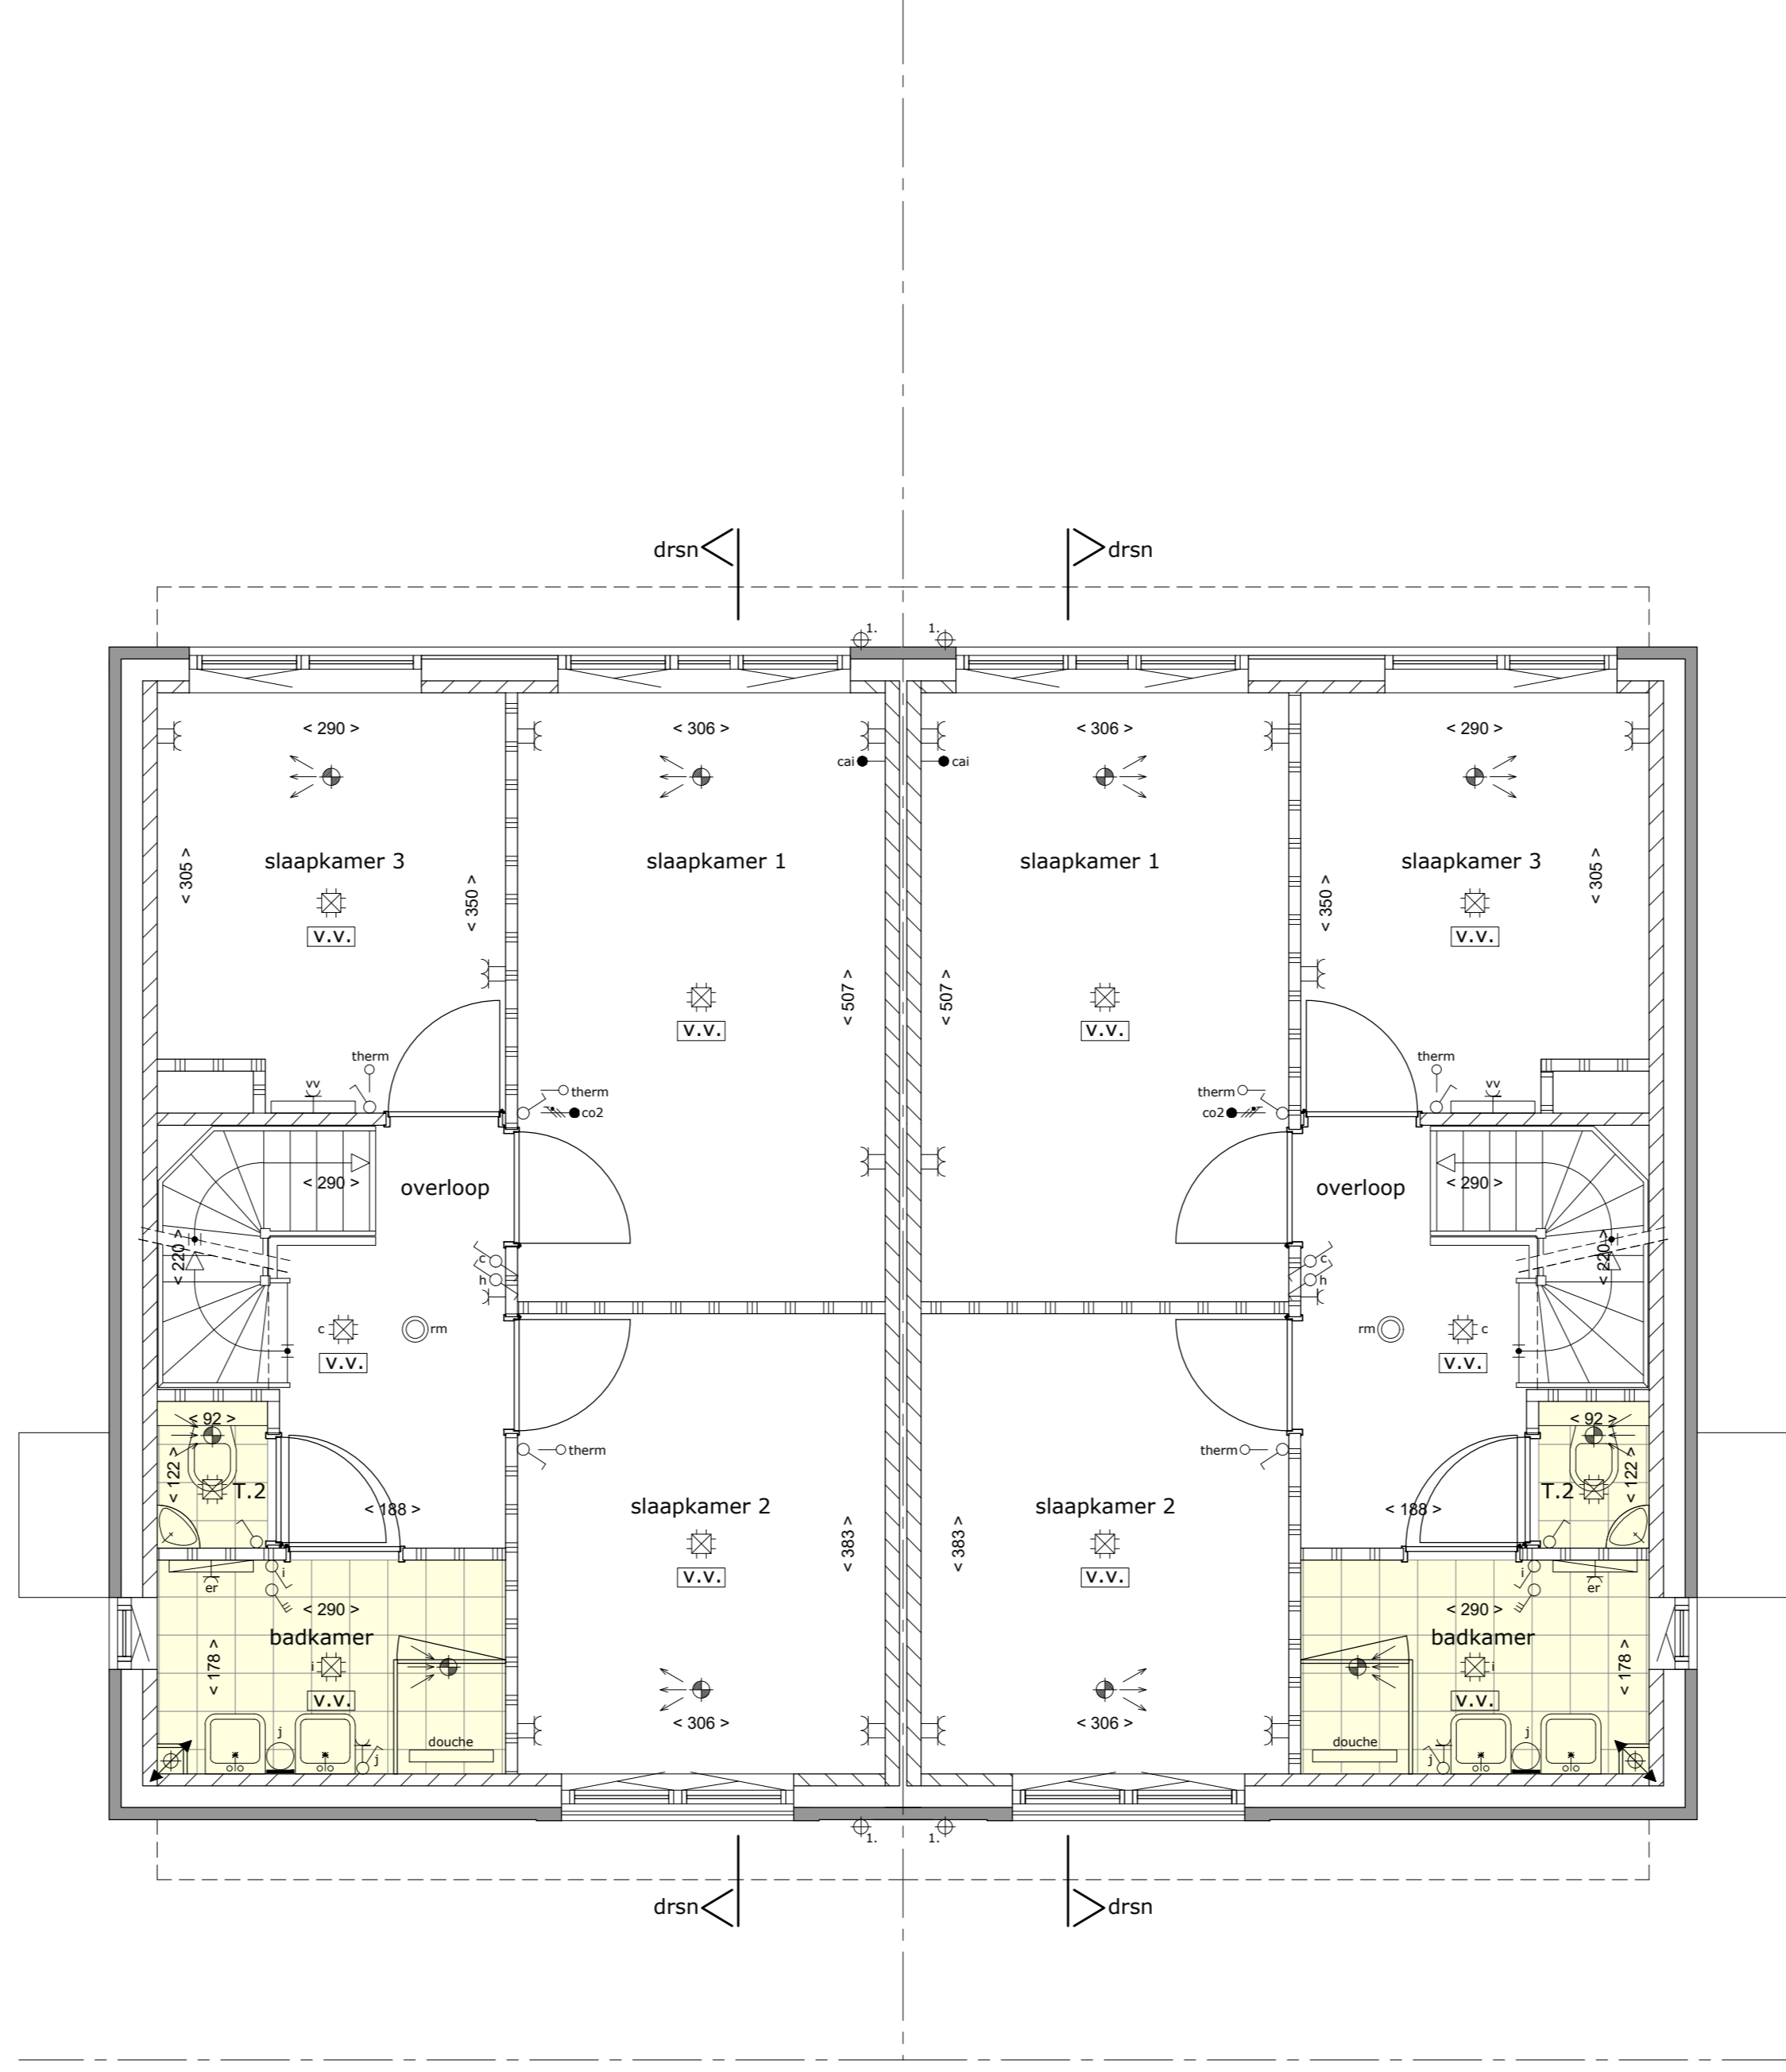 drsn drsn
1. 1.
< 290 > < 306 > < 306 > < 290 >
cai cai
slaapkamer 3 slaapkamer 1 slaapkamer 1 slaapkamer 3
< 305 > < 350 > < 350 > < 305 >
v.v. v.v.
< 507 > < 507 >
v.v. v.v.
therm therm
vv therm therm vv
co2 co2
< 290 > overloop overloop < 290 >
< 220 > c c < 220 >
h h
c rm rm c
v.v. v.v.
< 92 > < 92 >
therm therm
< 122 > T.2 T.2 < 122 >
< 188 > slaapkamer 2 slaapkamer 2 < 188 >
< 383 > < 383 >
i v.v. v.v. i
er er
< 290 > < 290 >
badkamer badkamer
< 178 > i i < 178 >
v.v. v.v.
j < 306 > < 306 > j
douche douche
j j
1. 1.
drsn drsn